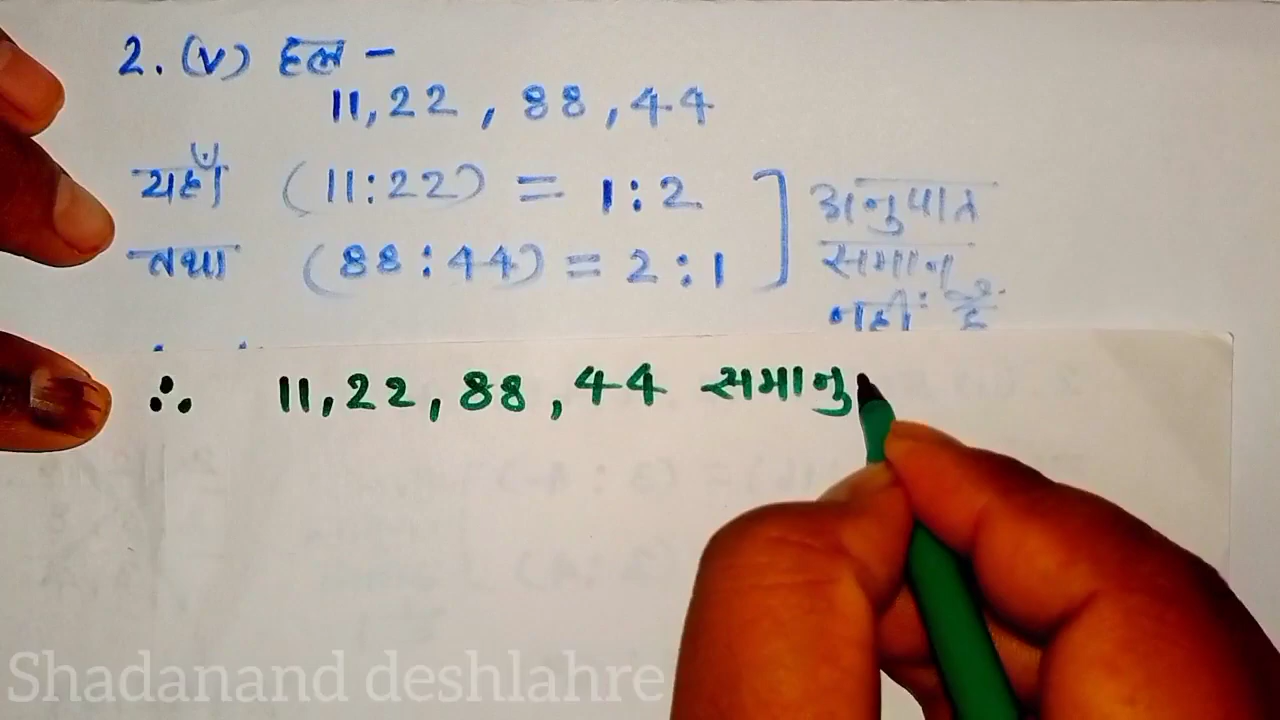 2. (v) हल -
11, 22, 88, 44
यहाँ (11:22) = 1:2
तथा (88:44) = 2:1
अनुपात
समान
नहीं है
∴ 11, 22, 88, 44 समानु
Shadanand deshlahre